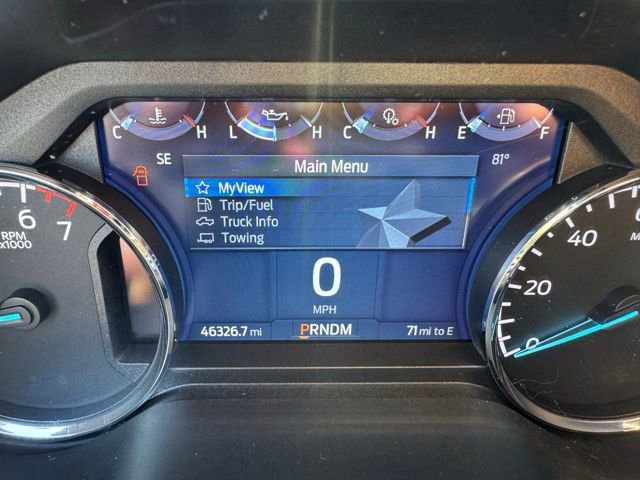 C H L H C H E F
SE Main Menu 81°
MyView
Trip/Fuel
Truck Info
Towing
6 7
RPM
x1000
0
MPH
46326.7 mi PRNDM 71 mi to E
40
20
0
M